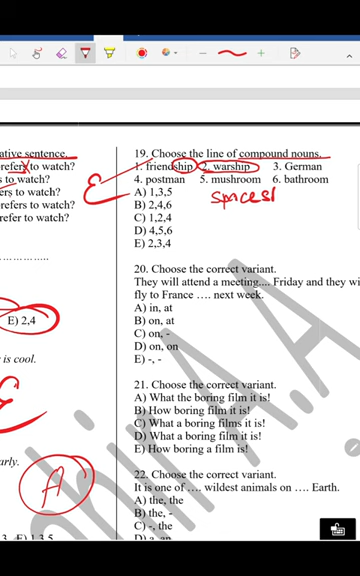 ative sentence.
refers to watch?
s to watch?
ers to watch?
refers to watch?
refer to watch?
E) 2,4
is cool.
arly.
A
3 E) 1,3,5
19. Choose the line of compound nouns.
1. friendship 2. warship 3. German
4. postman 5. mushroom 6. bathroom
E
A) 1,3,5
spaces
B) 2,4,6
C) 1,2,4
D) 4,5,6
E) 2,3,4
20. Choose the correct variant.
They will attend a meeting.... Friday and they wi
fly to France .... next week.
A) in, at
B) on, at
C) on, -
D) on, on
E) -, -
21. Choose the correct variant.
A) What the boring film it is!
B) How boring film it is!
C) What a boring films it is!
D) What a boring film it is!
E) How boring a film is!
22. Choose the correct variant.
It is one of .... wildest animals on .... Earth.
A) the, the
B) the, -
C) -, the
D) a, an